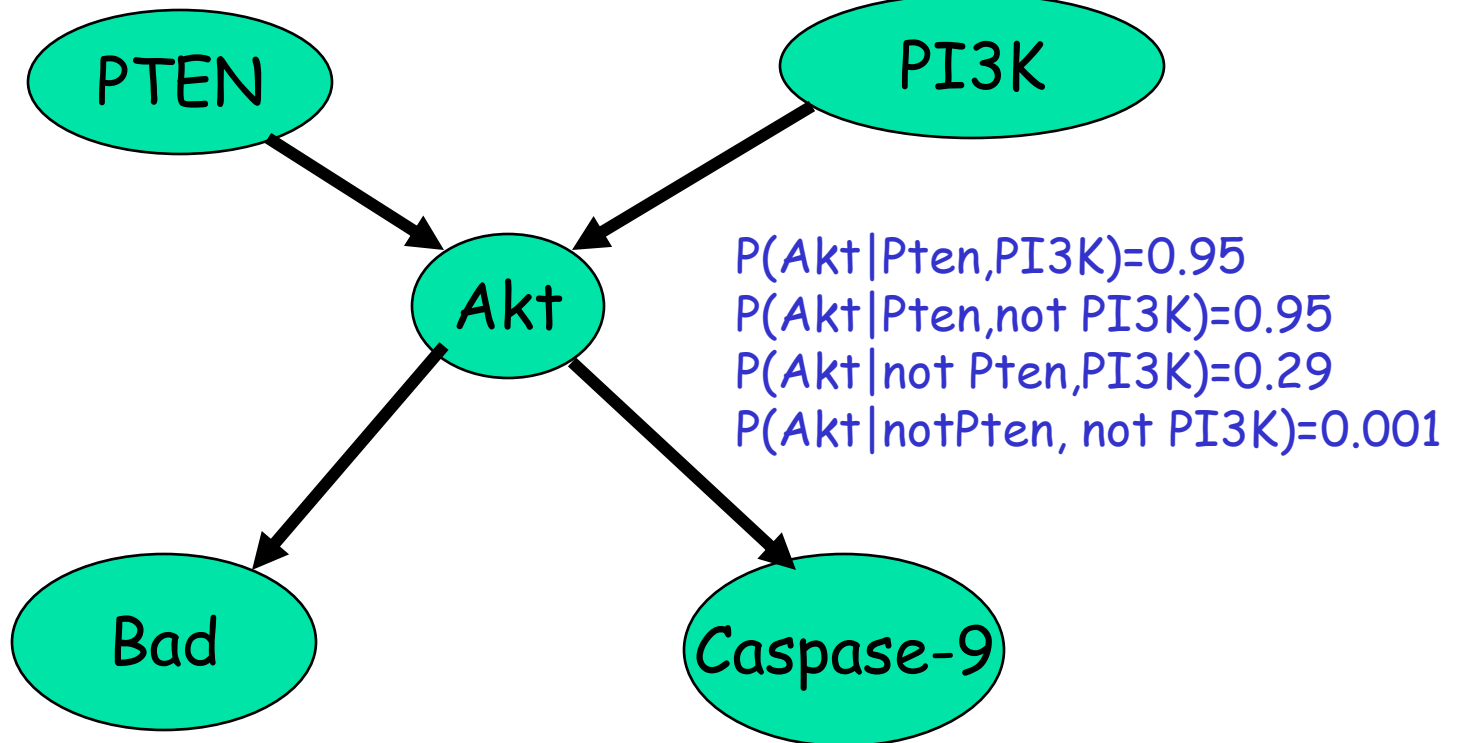 PTEN
PI3K
Akt
P(Akt|Pten,PI3K)=0.95
P(Akt|Pten,not PI3K)=0.95
P(Akt|not Pten,PI3K)=0.29
P(Akt|notPten, not PI3K)=0.001
Bad
Caspase-9